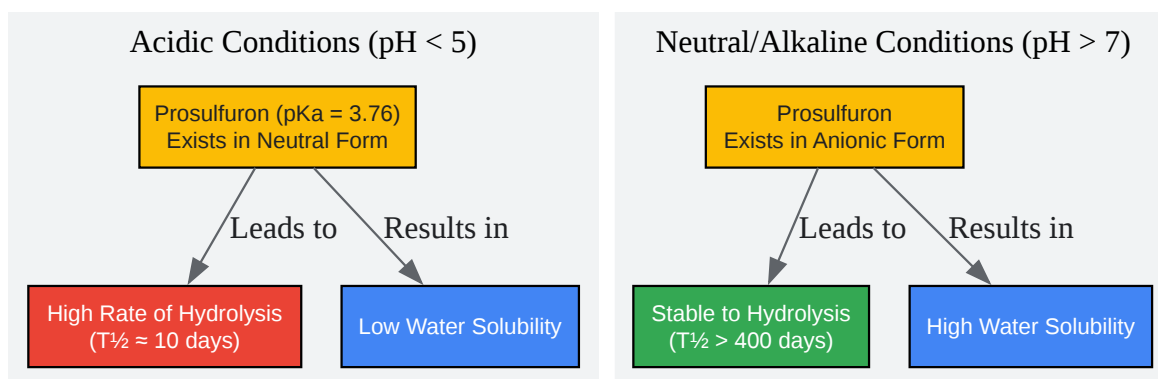 Acidic Conditions (pH < 5)
Prosulfuron (pKa = 3.76)
Exists in Neutral Form
Leads to
Results in
High Rate of Hydrolysis
(T½ ≈ 10 days)
Low Water Solubility
Neutral/Alkaline Conditions (pH > 7)
Prosulfuron
Exists in Anionic Form
Leads to
Results in
Stable to Hydrolysis
(T½ > 400 days)
High Water Solubility